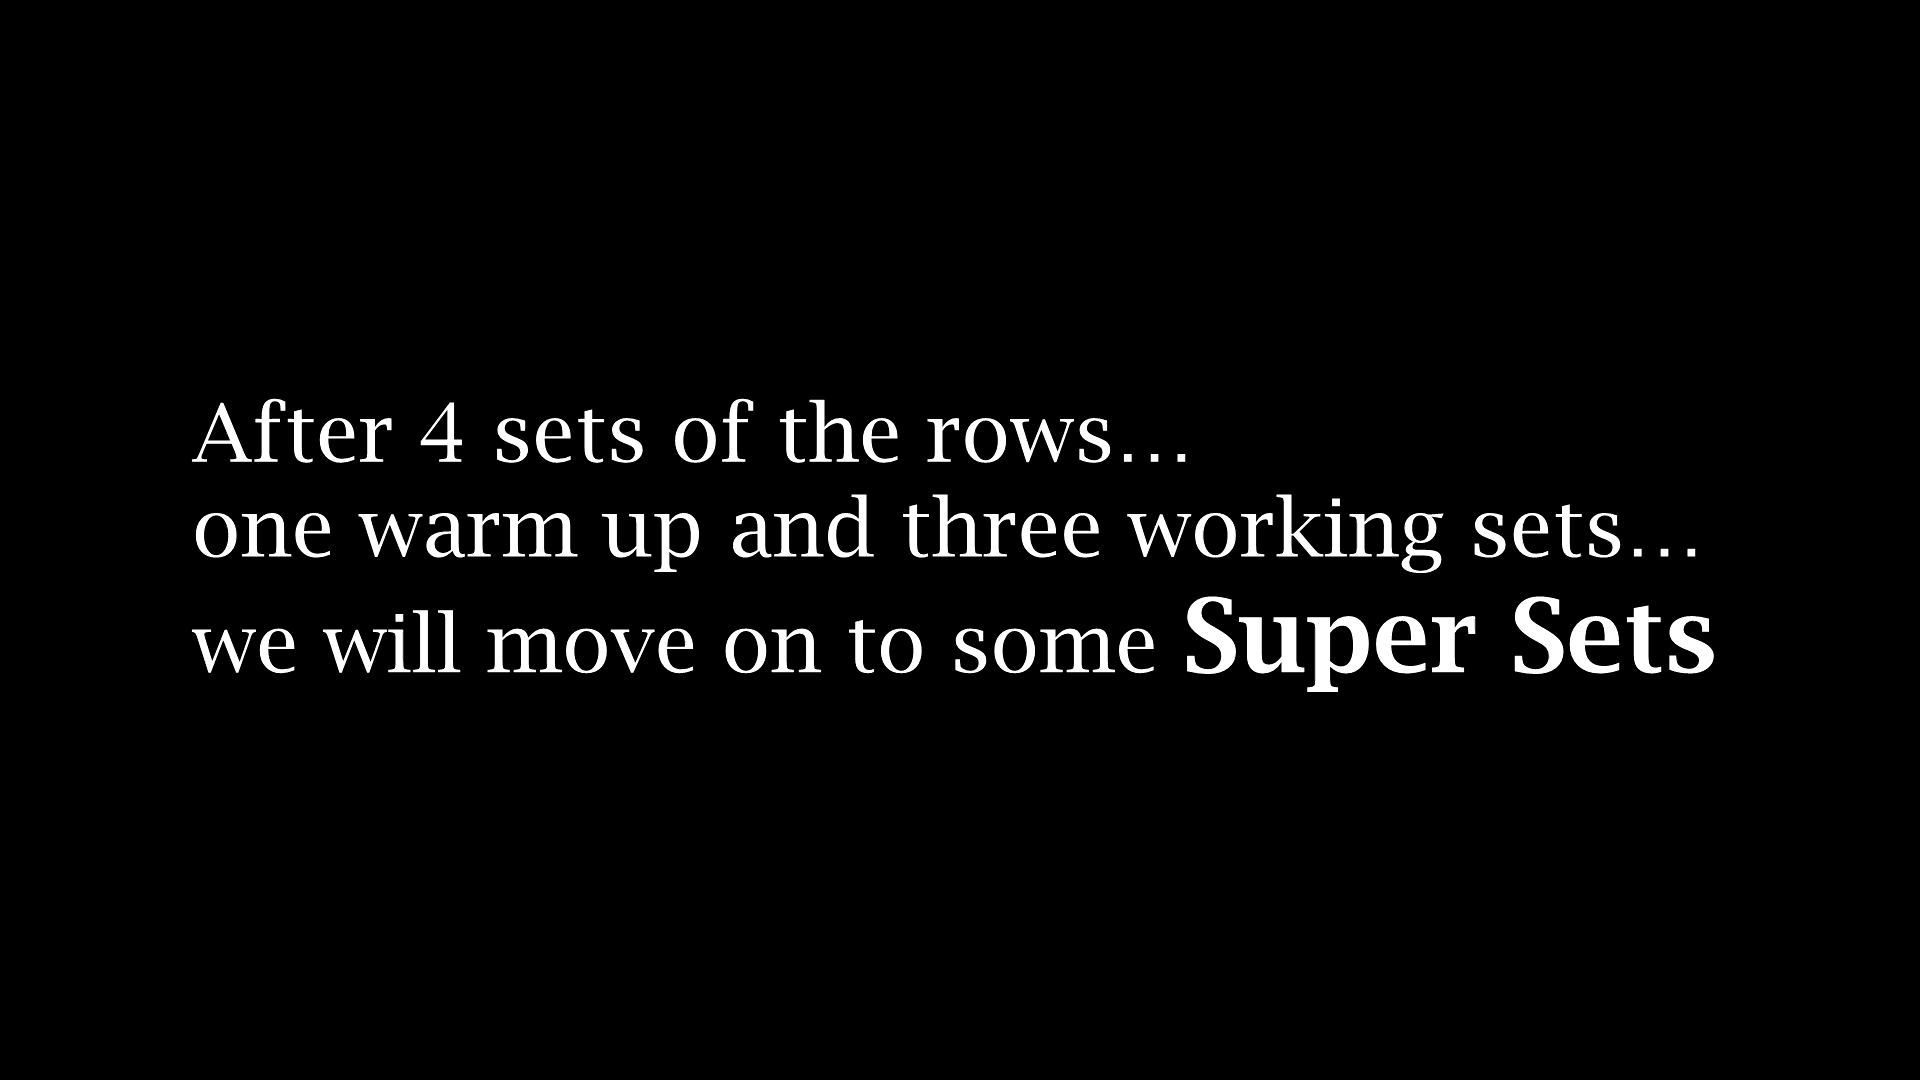 After 4 sets of the rows…
one warm up and three working sets…
we will move on to some Super Sets